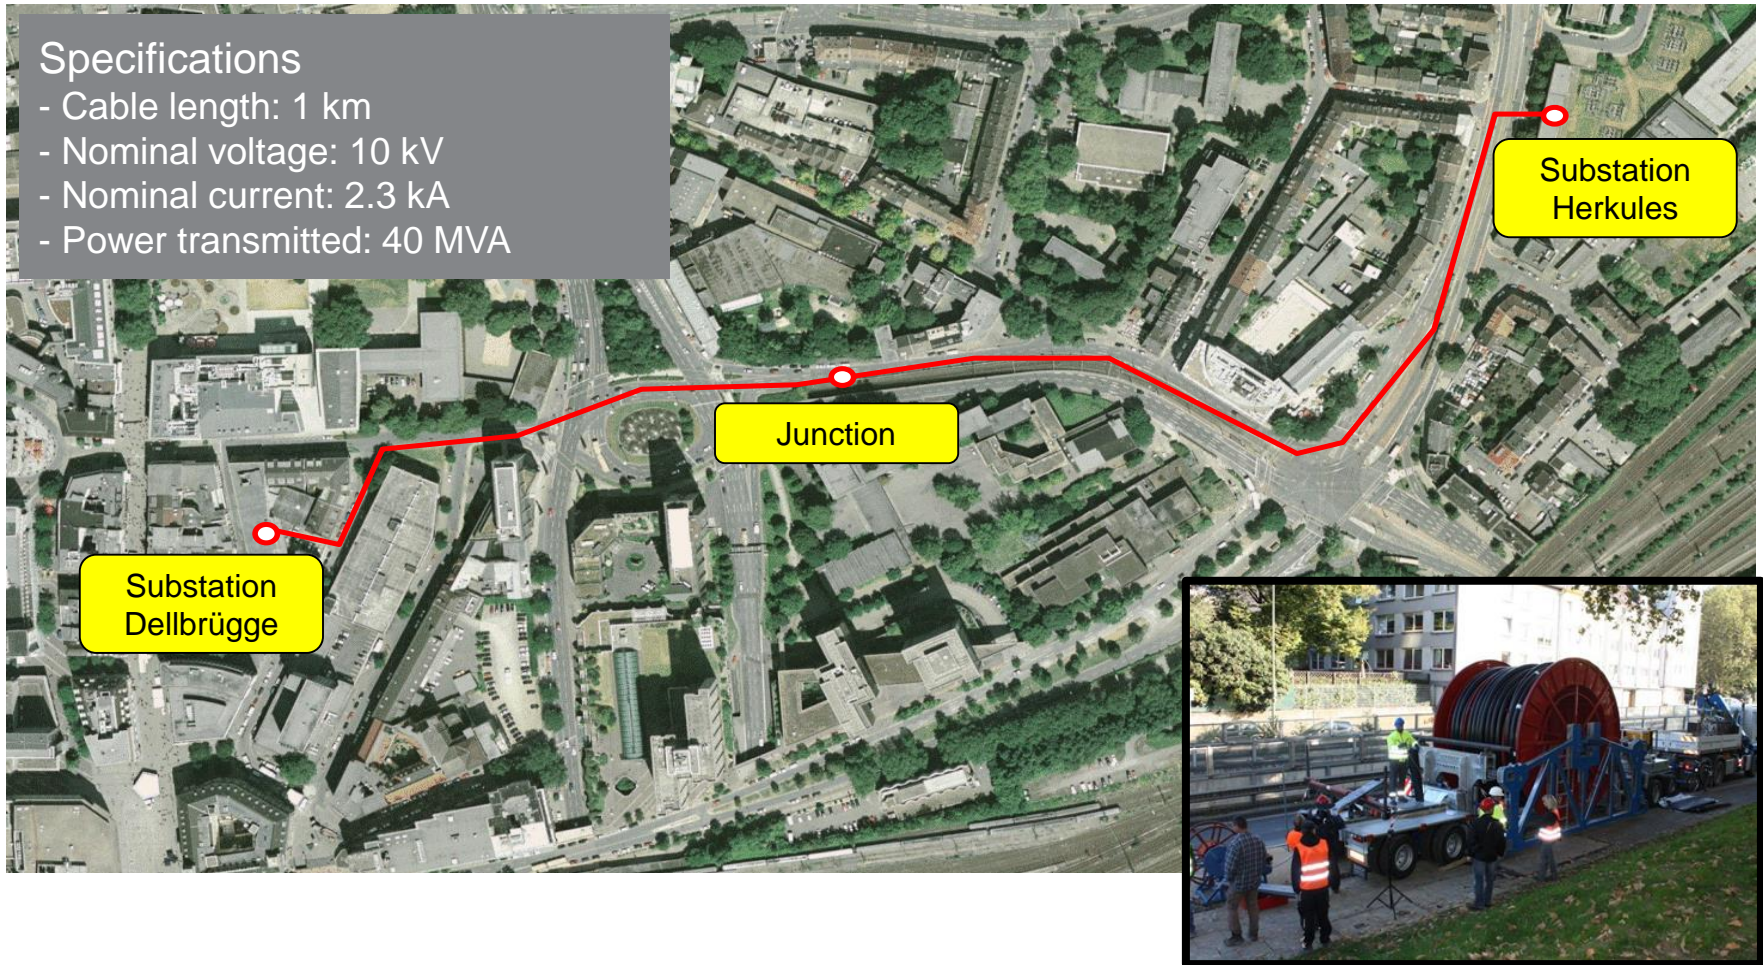 Specifications
- Cable length: 1 km
- Nominal voltage: 10 kV
- Nominal current: 2.3 kA
- Power transmitted: 40 MVA
Substation
Herkules
Junction
Substation
Dellbrügge